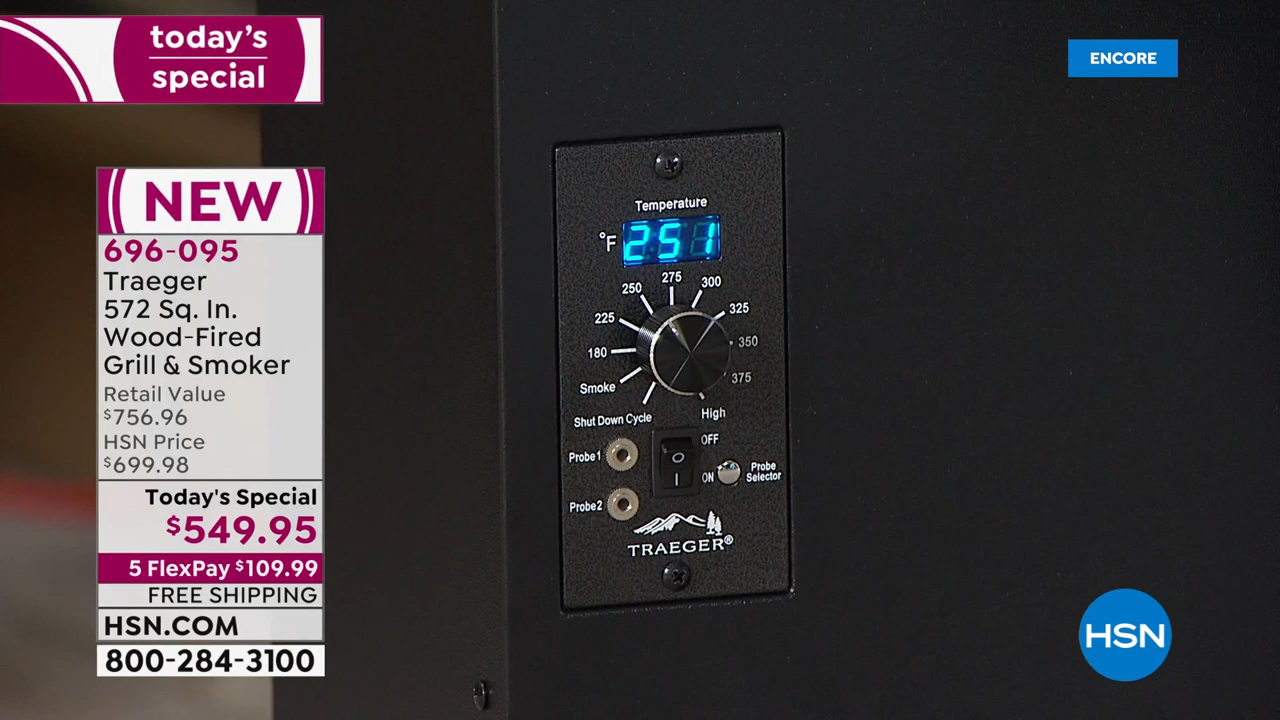 today's
special
ENCORE
NEW
696-095
Traeger
572 Sq. In.
Wood-Fired
Grill & Smoker
Retail Value
$756.96
HSN Price
$699.98
Today's Special
$549.95
5 FlexPay $109.99
FREE SHIPPING
HSN.COM
800-284-3100
Temperature
°F 251
275
250 300
225 325
180 350
Smoke 375
Shut Down Cycle High
OFF
Probe1
ON Probe Selector
Probe2
TRAEGER®
HSN